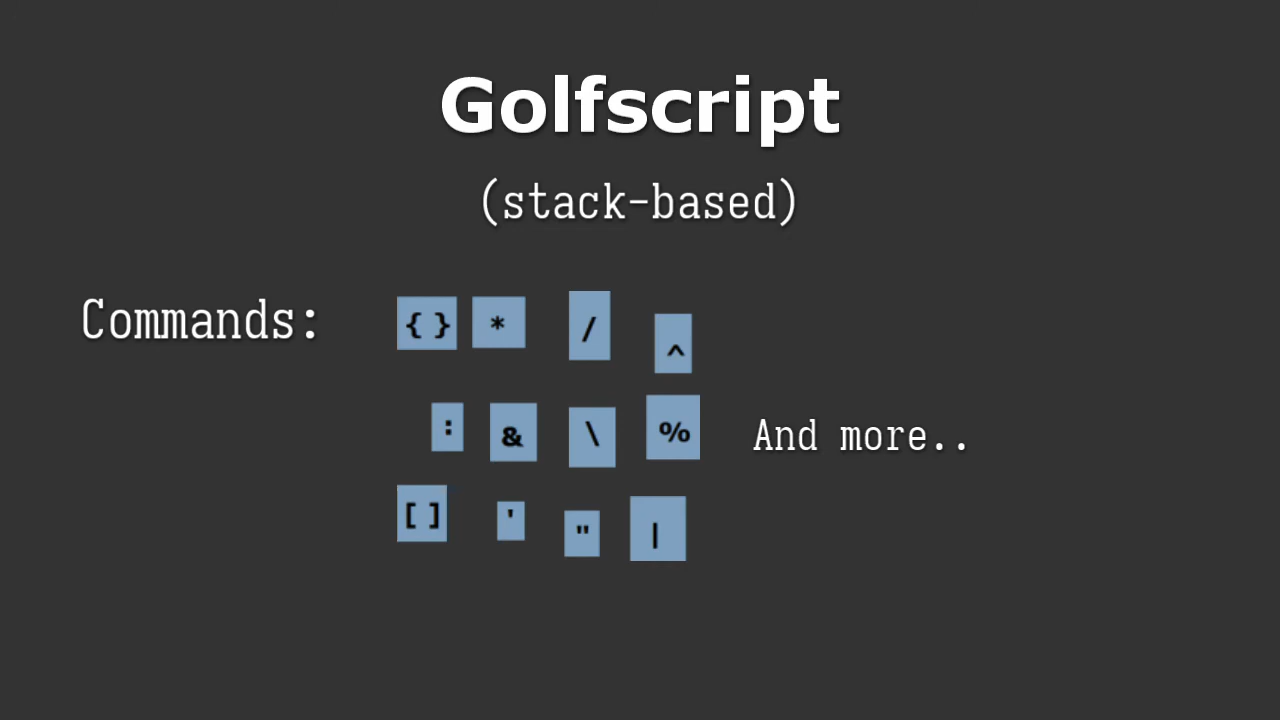 Golfscript
(stack-based)
Commands: {} * / ^
: & \ % And more..
[] ' " |